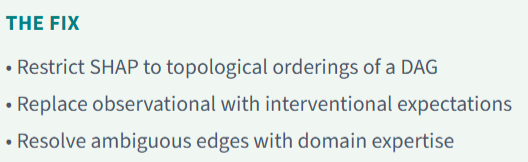 THE FIX
• Restrict SHAP to topological orderings of a DAG
• Replace observational with interventional expectations
• Resolve ambiguous edges with domain expertise